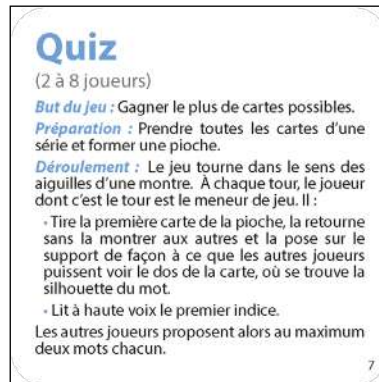 Quiz
(2 à 8 joueurs)
But du jeu : Gagner le plus de cartes possibles.
Préparation : Prendre toutes les cartes d'une
série et former une pioche.
Déroulement : Le jeu tourne dans le sens des
aiguilles d'une montre. À chaque tour, le joueur
dont c'est le tour est le meneur de jeu. Il :
• Tire la première carte de la pioche, la retourne
sans la montrer aux autres et la pose sur le
support de façon à ce que les autres joueurs
puissent voir le dos de la carte, où se trouve la
silhouette du mot.
• Lit à haute voix le premier indice.
Les autres joueurs proposent alors au maximum
deux mots chacun.
7